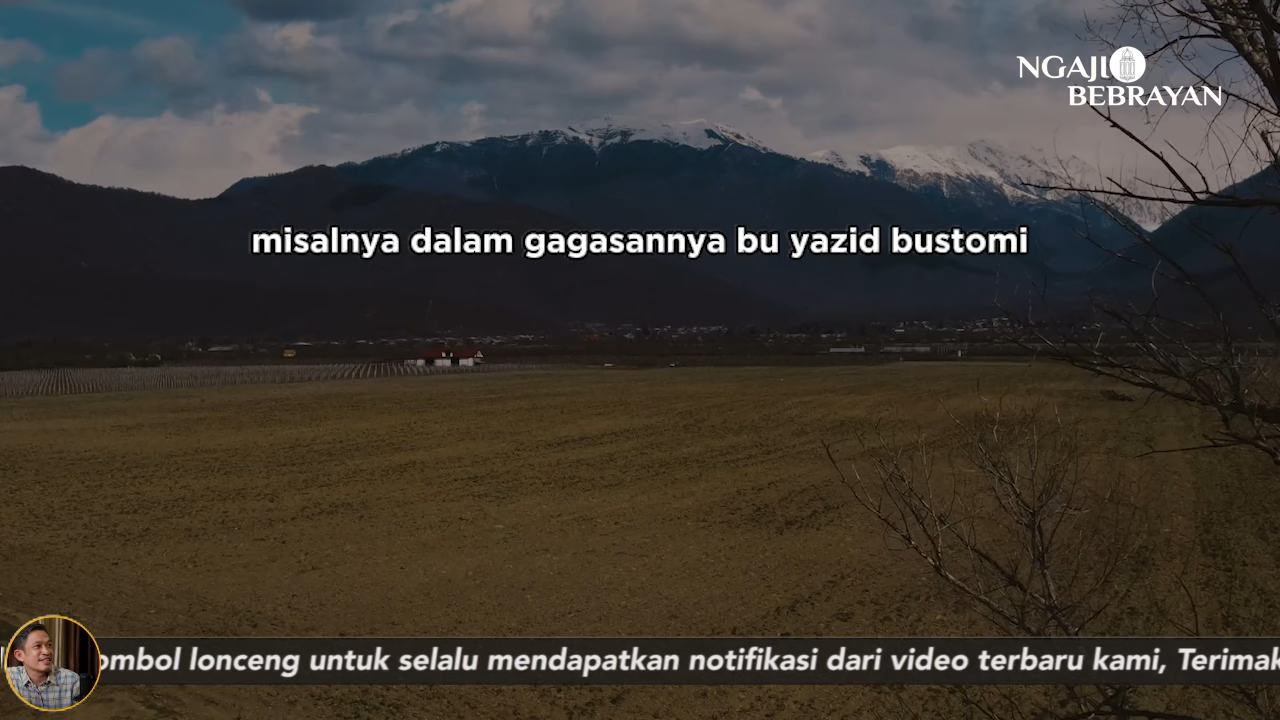 NGAJI
BEBRAYAN
misalnya dalam gagasannya bu yazid bustomi
ombol lonceng untuk selalu mendapatkan notifikasi dari video terbaru kami, Terimak